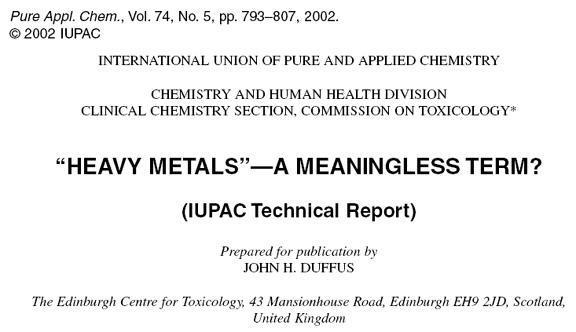 Pure Appl. Chem., Vol. 74, No. 5, pp. 793–807, 2002.
© 2002 IUPAC
INTERNATIONAL UNION OF PURE AND APPLIED CHEMISTRY
CHEMISTRY AND HUMAN HEALTH DIVISION
CLINICAL CHEMISTRY SECTION, COMMISSION ON TOXICOLOGY*
“HEAVY METALS”—A MEANINGLESS TERM?
(IUPAC Technical Report)
Prepared for publication by
JOHN H. DUFFUS
The Edinburgh Centre for Toxicology, 43 Mansionhouse Road, Edinburgh EH9 2JD, Scotland,
United Kingdom